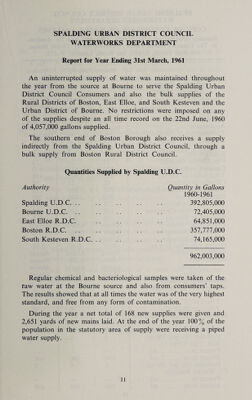 SPALDING URBAN DISTRICT COUNCIL
WATERWORKS DEPARTMENT
Report for Year Ending 31st March, 1961
An uninterrupted supply of water was maintained throughout
the year from the source at Bourne to serve the Spalding Urban
District Council Consumers and also the bulk supplies of the
Rural Districts of Boston, East Elloe, and South Kesteven and the
Urban District of Bourne. No restrictions were imposed on any
of the supplies despite an all time record on the 22nd June, 1960
of 4,057,000 gallons supplied.
The southern end of Boston Borough also receives a supply
indirectly from the Spalding Urban District Council, through a
bulk supply from Boston Rural District Council.
Quantities Supplied by Spalding U.D.C.
Authority Quantity in Gallons
1960-1961
Spalding U.D.C. .. .. .. .. .. 392,805,000
Bourne U.D.C. .. .. .. .. .. 72,405,000
East Elloe R.D.C. .. .. .. .. 64,851,000
Boston R.D.C. .. .. .. .. .. 357,777,000
South Kesteven R.D.C. .. .. .. .. 74,165,000
962,003,000
Regular chemical and bacteriological samples were taken of the
raw water at the Bourne source and also from consumers' taps.
The results showed that at all times the water was of the very highest
standard, and free from any form of contamination.
During the year a net total of 168 new supplies were given and
2,651 yards of new mains laid. At the end of the year 100% of the
population in the statutory area of supply were receiving a piped
water supply.
11